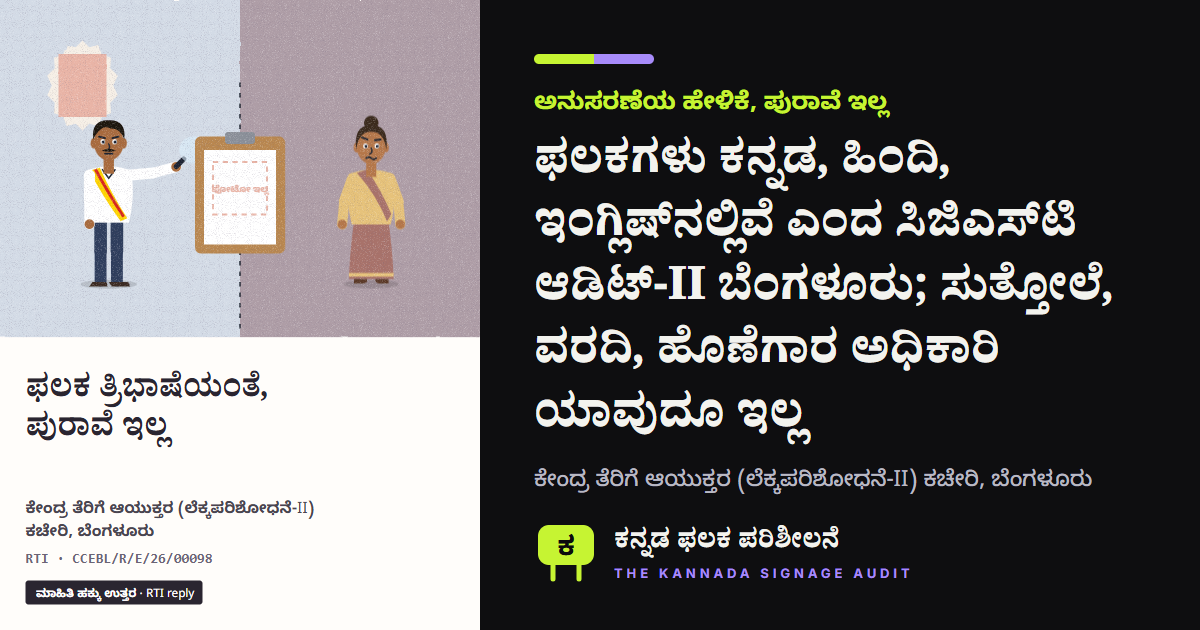 ಫೋಟೋ ಇಲ್ಲ
ಫಲಕ ತ್ರಿಭಾಷೆಯಂತೆ,
ಪುರಾವೆ ಇಲ್ಲ
ಕೇಂದ್ರ ತೆರಿಗೆ ಆಯುಕ್ತರ (ಲೆಕ್ಕಪರಿಶೋಧನೆ-II)
ಕಚೇರಿ, ಬೆಂಗಳೂರು
RTI · CCEBL/R/E/26/00098
ಮಾಹಿತಿ ಹಕ್ಕು ಉತ್ತರ · RTI reply
ಅನುಸರಣೆಯ ಹೇಳಿಕೆ, ಪುರಾವೆ ಇಲ್ಲ
ಫಲಕಗಳು ಕನ್ನಡ, ಹಿಂದಿ,
ಇಂಗ್ಲಿಷ್‌ನಲ್ಲಿವೆ ಎಂದ ಸಿಜಿಎಸ್‌ಟಿ
ಆಡಿಟ್-II ಬೆಂಗಳೂರು; ಸುತ್ತೋಲೆ,
ವರದಿ, ಹೊಣೆಗಾರ ಅಧಿಕಾರಿ
ಯಾವುದೂ ಇಲ್ಲ
ಕೇಂದ್ರ ತೆರಿಗೆ ಆಯುಕ್ತರ (ಲೆಕ್ಕಪರಿಶೋಧನೆ-II) ಕಚೇರಿ, ಬೆಂಗಳೂರು
ಕ
ಕನ್ನಡ ಫಲಕ ಪರಿಶೀಲನೆ
THE KANNADA SIGNAGE AUDIT